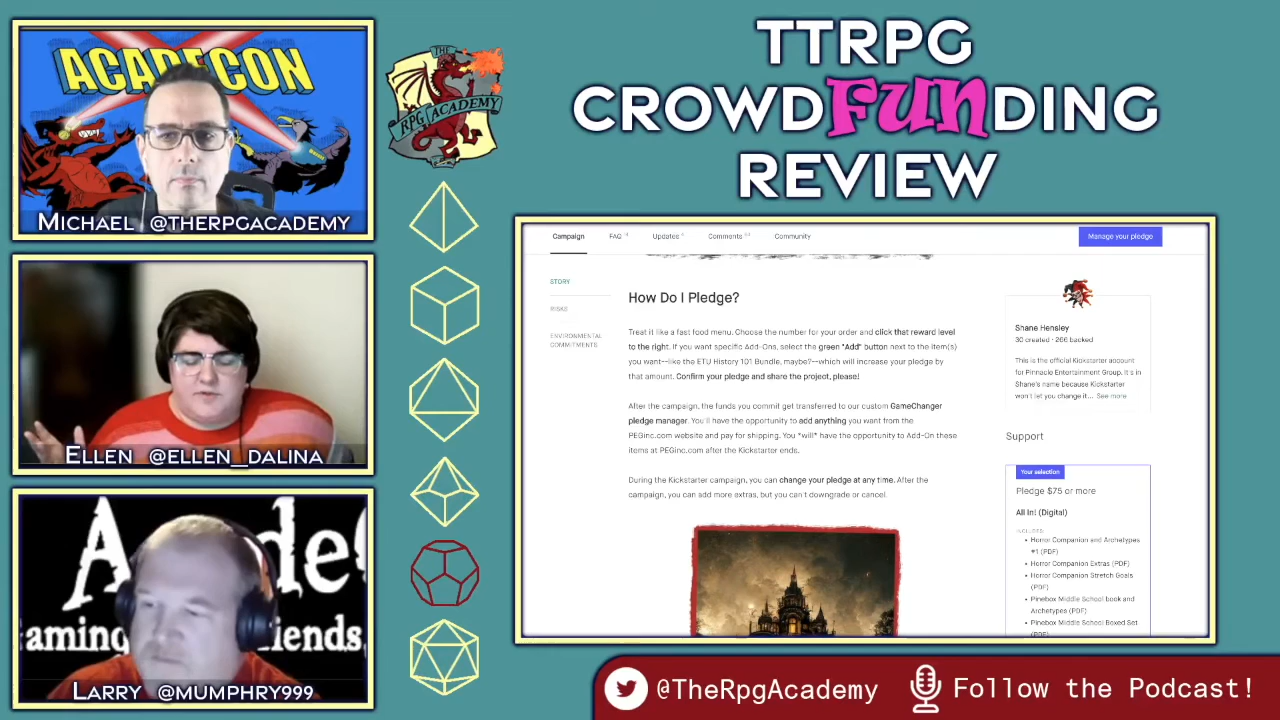 ACADECON
MICHAEL @THERPGACADEMY
ELLEN @ELLEN_DALINA
aming
iends
LARRY @MUMPHRY999
THE
RPG ACADEMY
TTRPG
CROWDFUNDING
REVIEW
Campaign
FAQ
Updates
Comments
Community
Manage your pledge
STORY
RISKS
ENVIRONMENTAL
COMMITMENTS
How Do I Pledge?
Treat it like a fast food menu. Choose the number for your order and click that reward level
to the right. If you want specific Add-Ons, select the green "Add" button next to the item(s)
you want--like the ETU History 101 Bundle, maybe?--which will increase your pledge by
that amount. Confirm your pledge and share the project, please!
After the campaign, the funds you commit get transferred to our custom GameChanger
pledge manager. You'll have the opportunity to add anything you want from the
PEGinc.com website and pay for shipping. You *will* have the opportunity to Add-On these
items at PEGinc.com after the Kickstarter ends.
During the Kickstarter campaign, you can change your pledge at any time. After the
campaign, you can add more extras, but you can't downgrade or cancel.
Shane Hensley
30 created · 266 backed
This is the official Kickstarter account
for Pinnacle Entertainment Group. It's in
Shane's name because Kickstarter
won't let you change it... See more
Support
Your selection
Pledge $75 or more
All In! (Digital)
INCLUDES:
Horror Companion and Archetypes
#1 (PDF)
Horror Companion Extras (PDF)
Horror Companion Stretch Goals
(PDF)
Pinebox Middle School book and
Archetypes (PDF)
Pinebox Middle School Boxed Set
(PDF)
@TheRpgAcademy
Follow the Podcast!